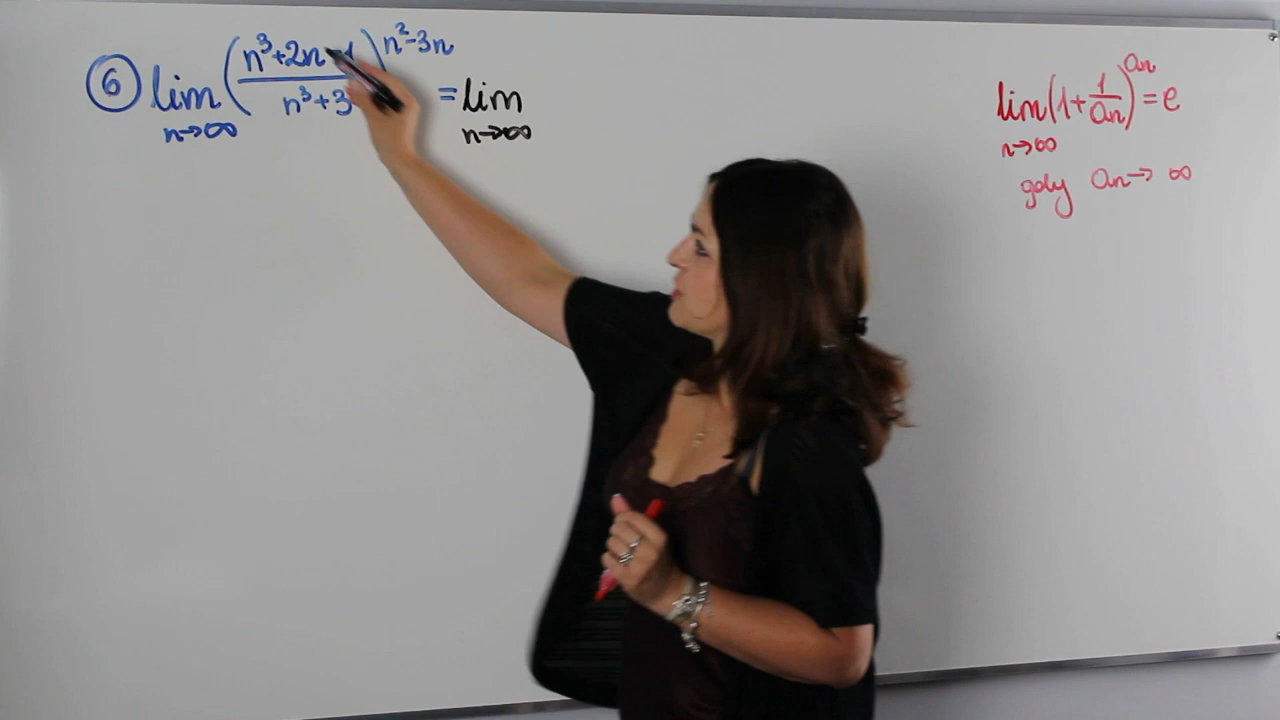 ⑥ lim n→∞ (n³+2n-1 / n³+3)^n²-3n = lim n→∞
lim n→∞ (1+1/an)^an = e
gdy an→ ∞